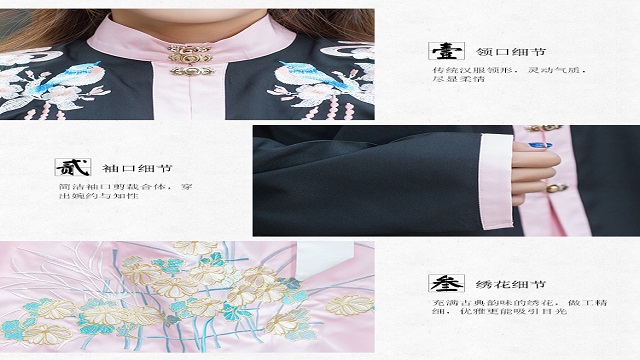 壹 领口细节
传统汉服领形，灵动气质，
尽显柔情
贰 袖口细节
简洁袖口剪裁合体，穿
出婉约与知性
叁 绣花细节
充满古典韵味的绣花，做工精
细，优雅更能吸引目光